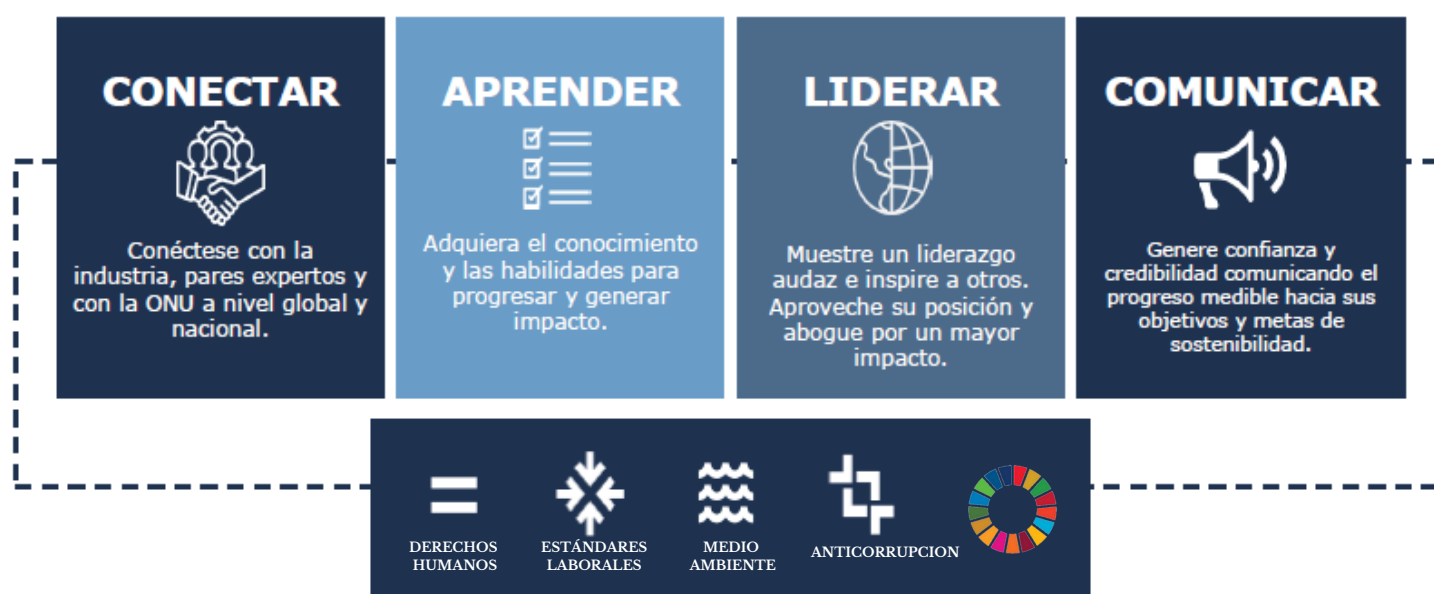 CONECTAR
Conéctese con la
industria, pares expertos y
con la ONU a nivel global y
nacional.
APRENDER
Adquiera el conocimiento
y las habilidades para
progresar y generar
impacto.
LIDERAR
Muestre un liderazgo
audaz e inspire a otros.
Aproveche su posición y
abogue por un mayor
impacto.
COMUNICAR
Genere confianza y
credibilidad comunicando el
progreso medible hacia sus
objetivos y metas de
sostenibilidad.
DERECHOS
HUMANOS
ESTÁNDARES
LABORALES
MEDIO
AMBIENTE
ANTICORRUPCION